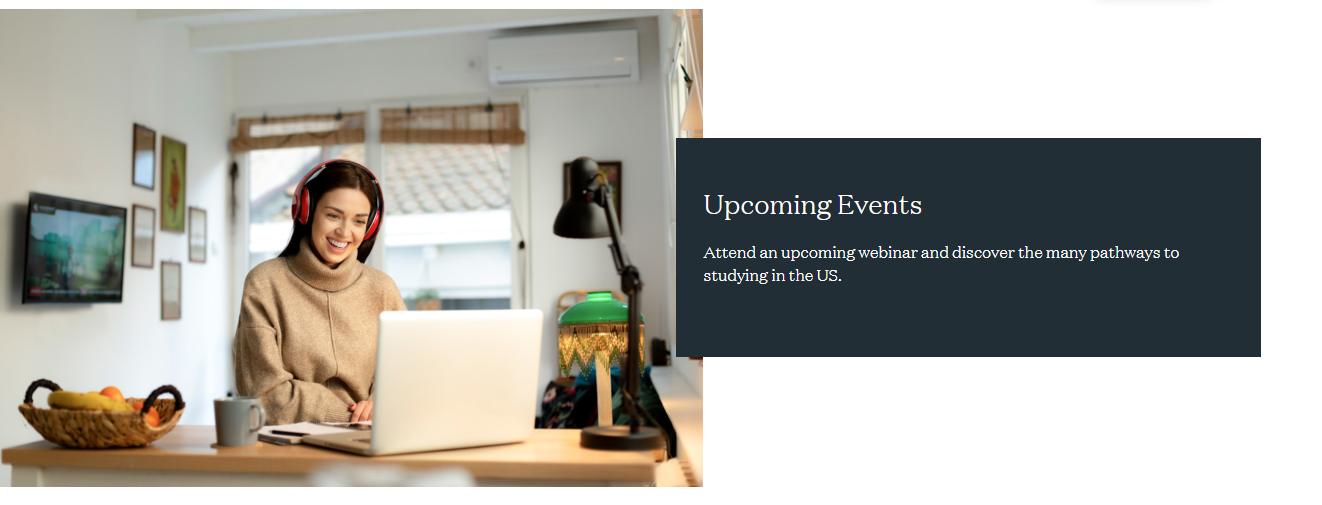 Upcoming Events
Attend an upcoming webinar and discover the many pathways to
studying in the US.